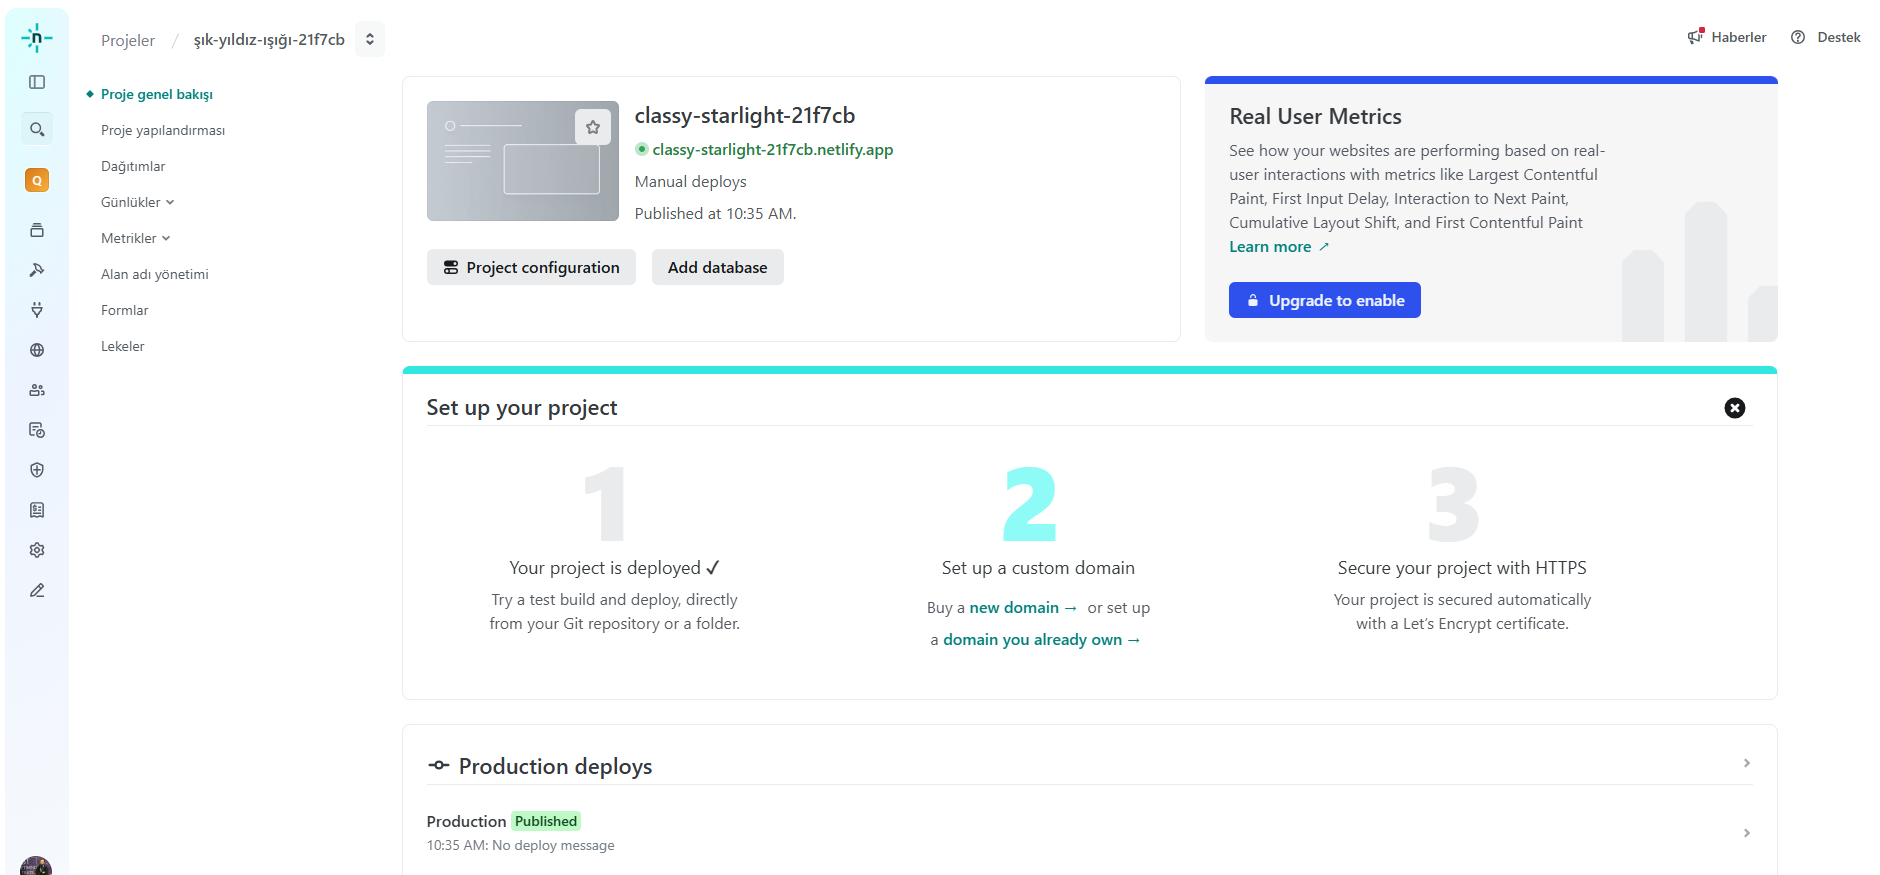 Projeler / şık-yıldız-ışığı-21f7cb
Haberler
Destek
n
Q
Proje genel bakışı
Proje yapılandırması
Dağıtımlar
Günlükler
Metrikler
Alan adı yönetimi
Formlar
Lekeler
classy-starlight-21f7cb
classy-starlight-21f7cb.netlify.app
Manual deploys
Published at 10:35 AM.
Project configuration
Add database
Real User Metrics
See how your websites are performing based on real-
user interactions with metrics like Largest Contentful
Paint, First Input Delay, Interaction to Next Paint,
Cumulative Layout Shift, and First Contentful Paint
Learn more ↗
Upgrade to enable
Set up your project
1
Your project is deployed ✓
Try a test build and deploy, directly
from your Git repository or a folder.
2
Set up a custom domain
Buy a new domain → or set up
a domain you already own →
3
Secure your project with HTTPS
Your project is secured automatically
with a Let’s Encrypt certificate.
Production deploys
Production Published
10:35 AM: No deploy message